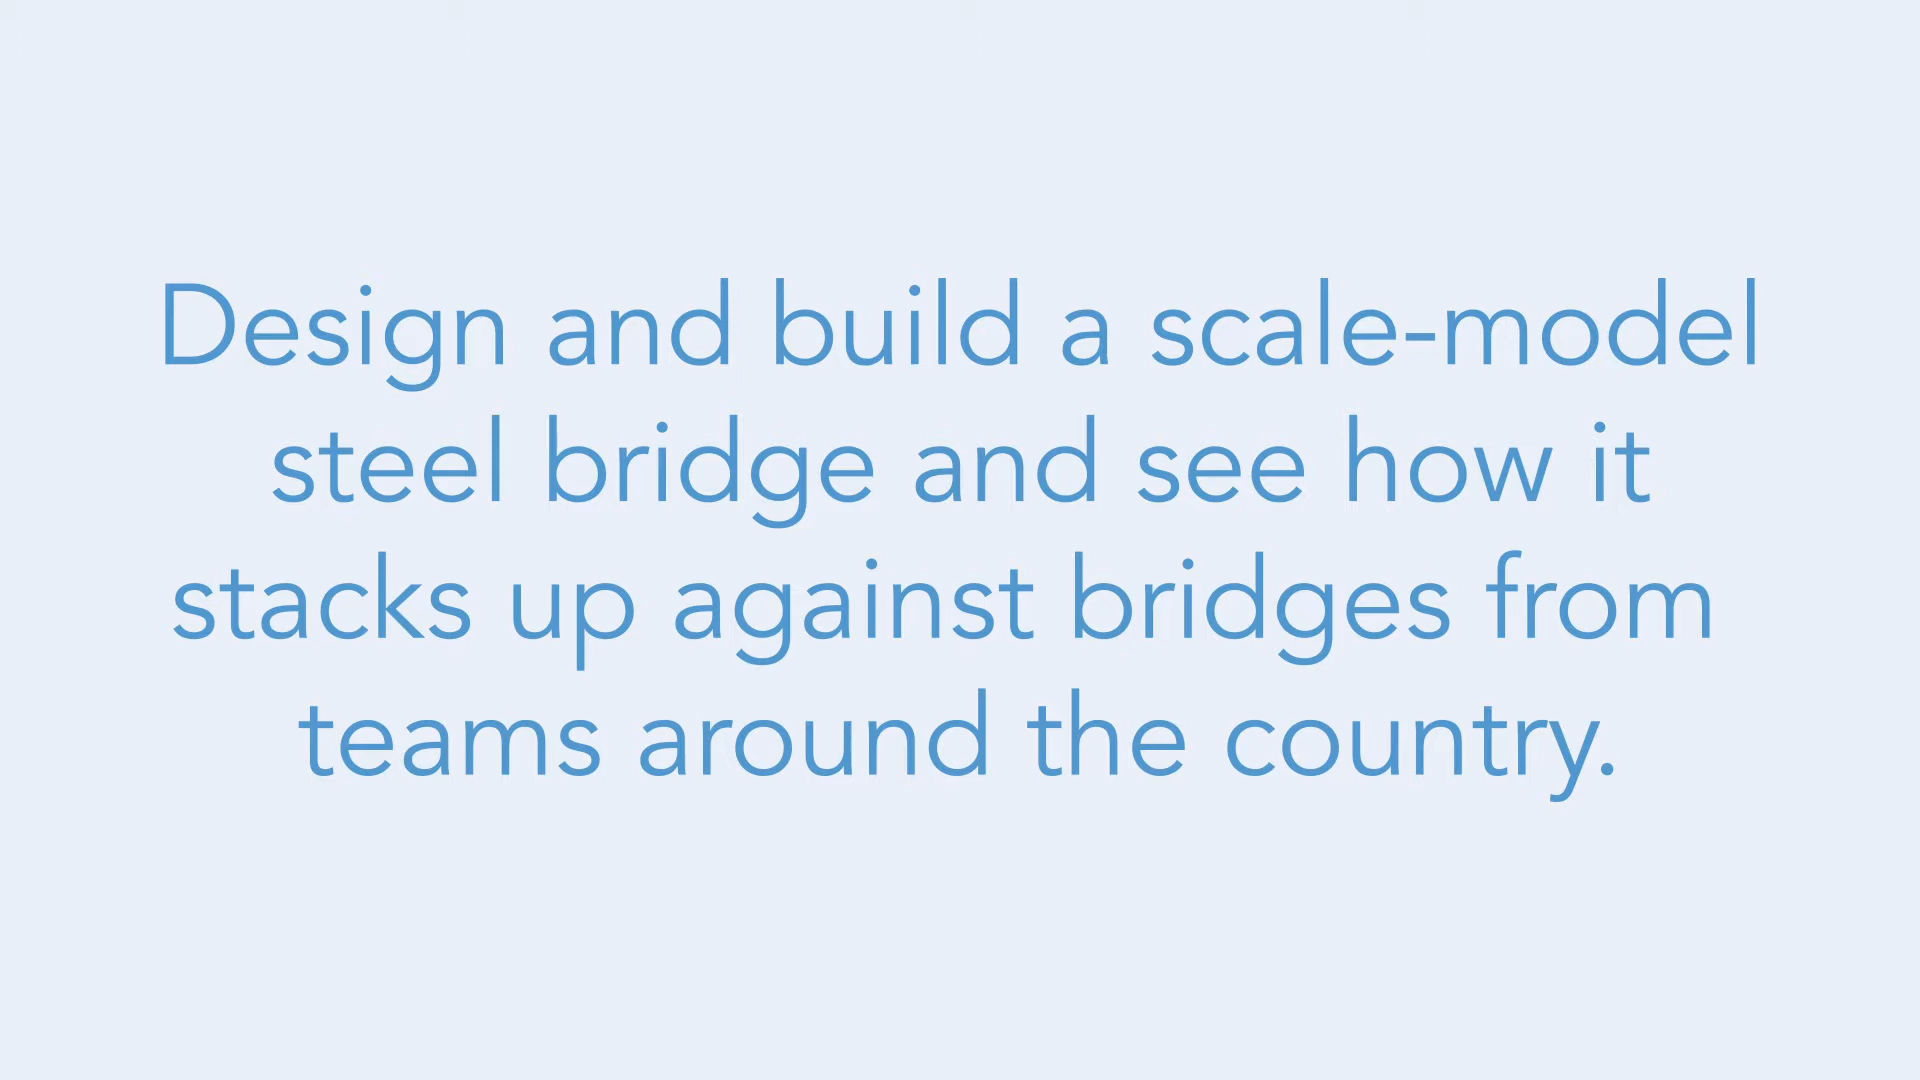 Design and build a scale-model
steel bridge and see how it
stacks up against bridges from
teams around the country.